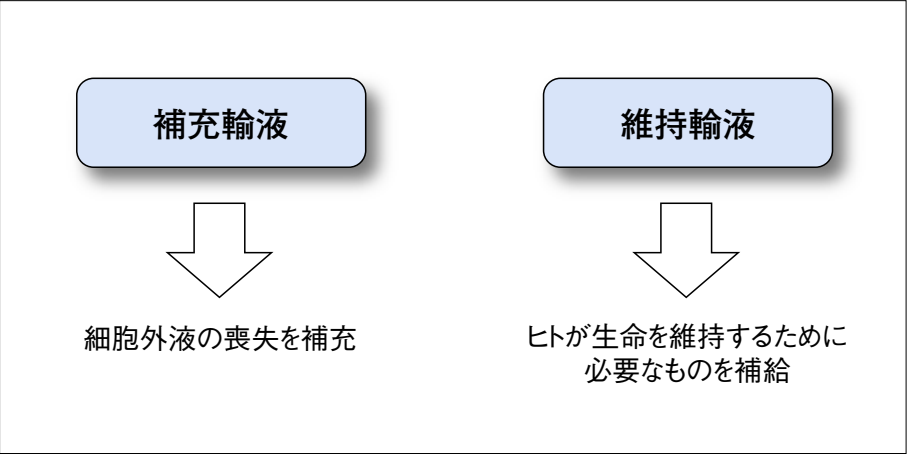 補充輸液
維持輸液
細胞外液の喪失を補充
ヒトが生命を維持するために
必要なものを補給